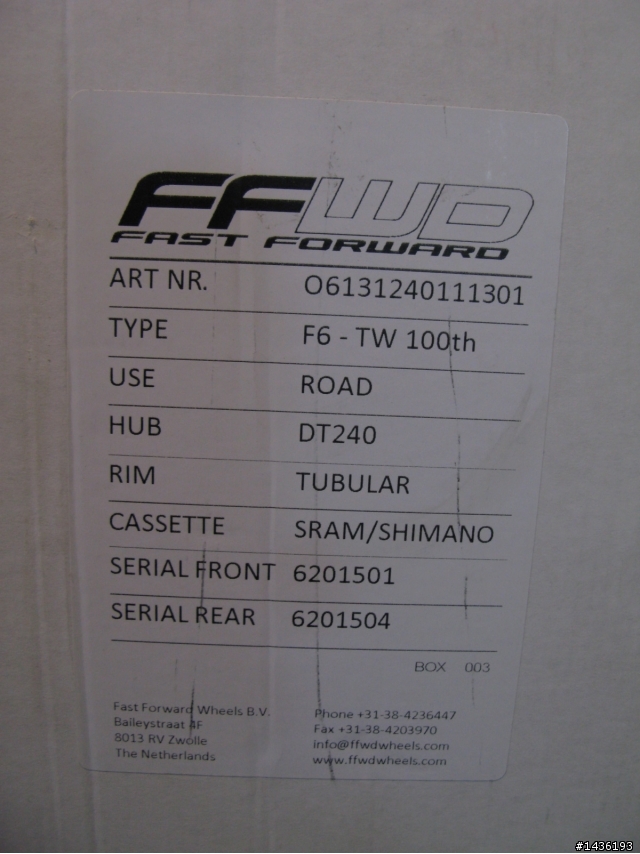 FFWD
FAST FORWARD
ART NR. O6131240111301
TYPE F6 - TW 100th
USE ROAD
HUB DT240
RIM TUBULAR
CASSETTE SRAM/SHIMANO
SERIAL FRONT 6201501
SERIAL REAR 6201504
BOX 003
Fast Forward Wheels B.V.
Baileystraat 4F
8013 RV Zwolle
The Netherlands
Phone +31-38-4236447
Fax +31-38-4203970
info@ffwdwheels.com
www.ffwdwheels.com
#1436193